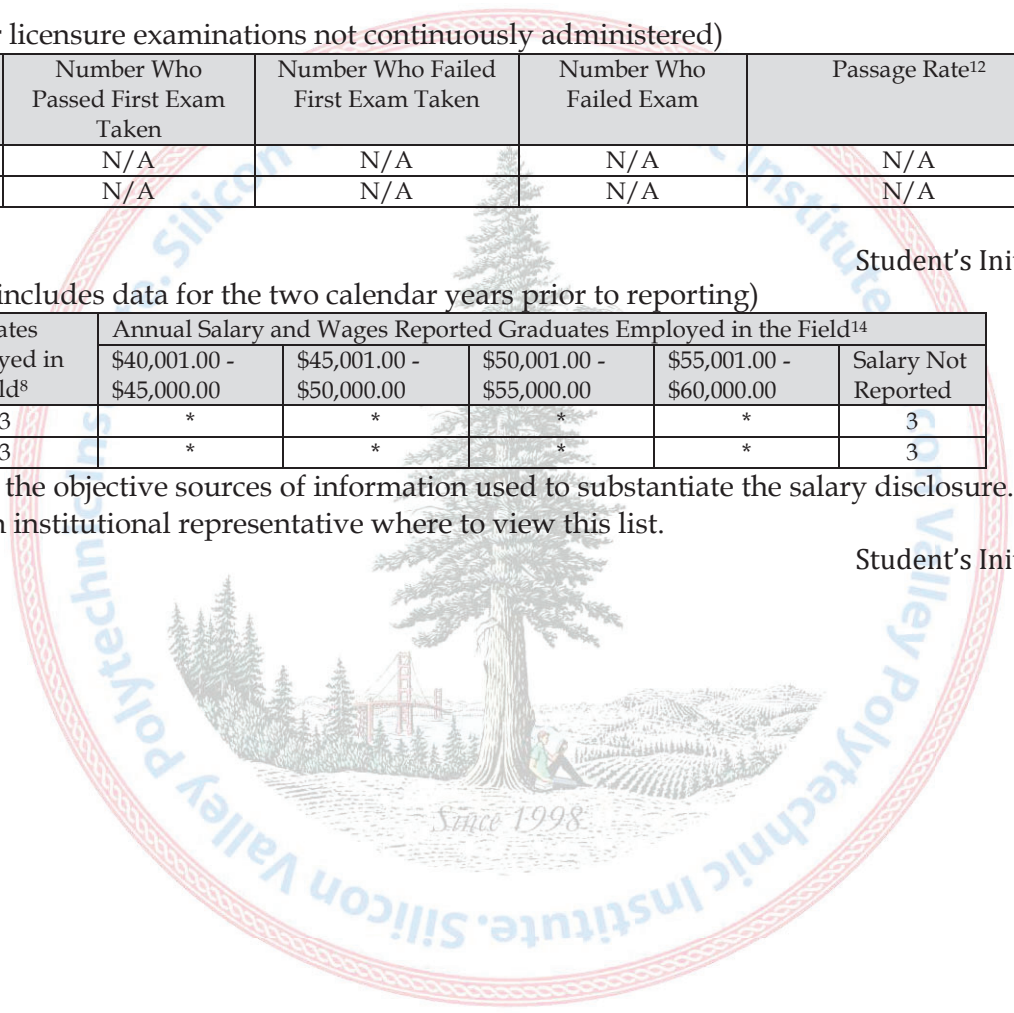 licensure examinations not continuously administered)
Number Who Passed First Exam Taken Number Who Failed First Exam Taken Number Who Failed Exam Passage Rate12
N/A N/A N/A N/A
N/A N/A N/A N/A
Student's
includes data for the two calendar years prior to reporting)
Annual Salary and Wages Reported Graduates Employed in the Field14
$40,001.00 - $45,000.00 $45,001.00 - $50,000.00 $50,001.00 - $55,000.00 $55,001.00 - $60,000.00 Salary Not Reported
3 * * * * 3
3 * * * * 3
the objective sources of information used to substantiate the salary disclosure.
institutional representative where to view this list.
Student's
Since 1998
Silicon Valley Polytechnic Institute.